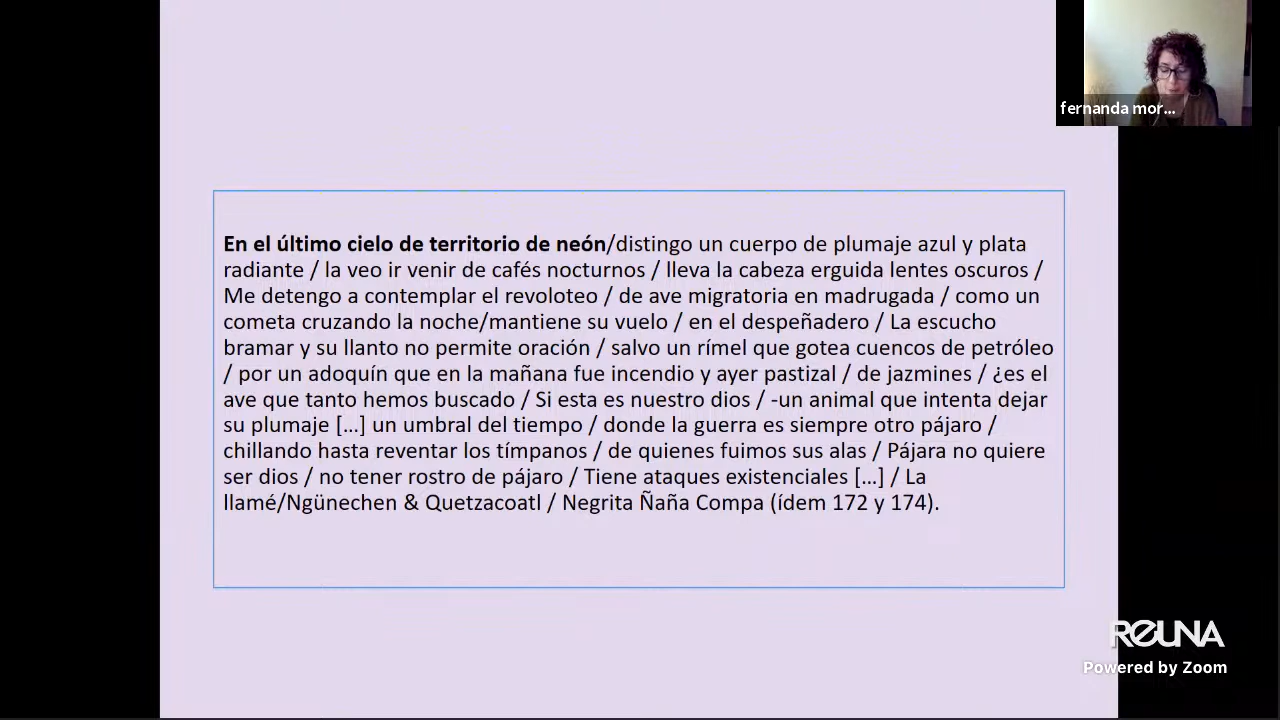 fernanda mor...
En el último cielo de territorio de neón/distingo un cuerpo de plumaje azul y plata
radiante / la veo ir venir de cafés nocturnos / lleva la cabeza erguida lentes oscuros /
Me detengo a contemplar el revoloteo / de ave migratoria en madrugada / como un
cometa cruzando la noche/mantiene su vuelo / en el despeñadero / La escucho
bramar y su llanto no permite oración / salvo un rímel que gotea cuencos de petróleo
/ por un adoquín que en la mañana fue incendio y ayer pastizal / de jazmines / ¿es el
ave que tanto hemos buscado / Si esta es nuestro dios / -un animal que intenta dejar
su plumaje [...] un umbral del tiempo / donde la guerra es siempre otro pájaro /
chillando hasta reventar los tímpanos / de quienes fuimos sus alas / Pájara no quiere
ser dios / no tener rostro de pájaro / Tiene ataques existenciales [...] / La
llamé/Ngünechen & Quetzacoatl / Negrita Ñaña Compa (ídem 172 y 174).
REUNA
Powered by Zoom